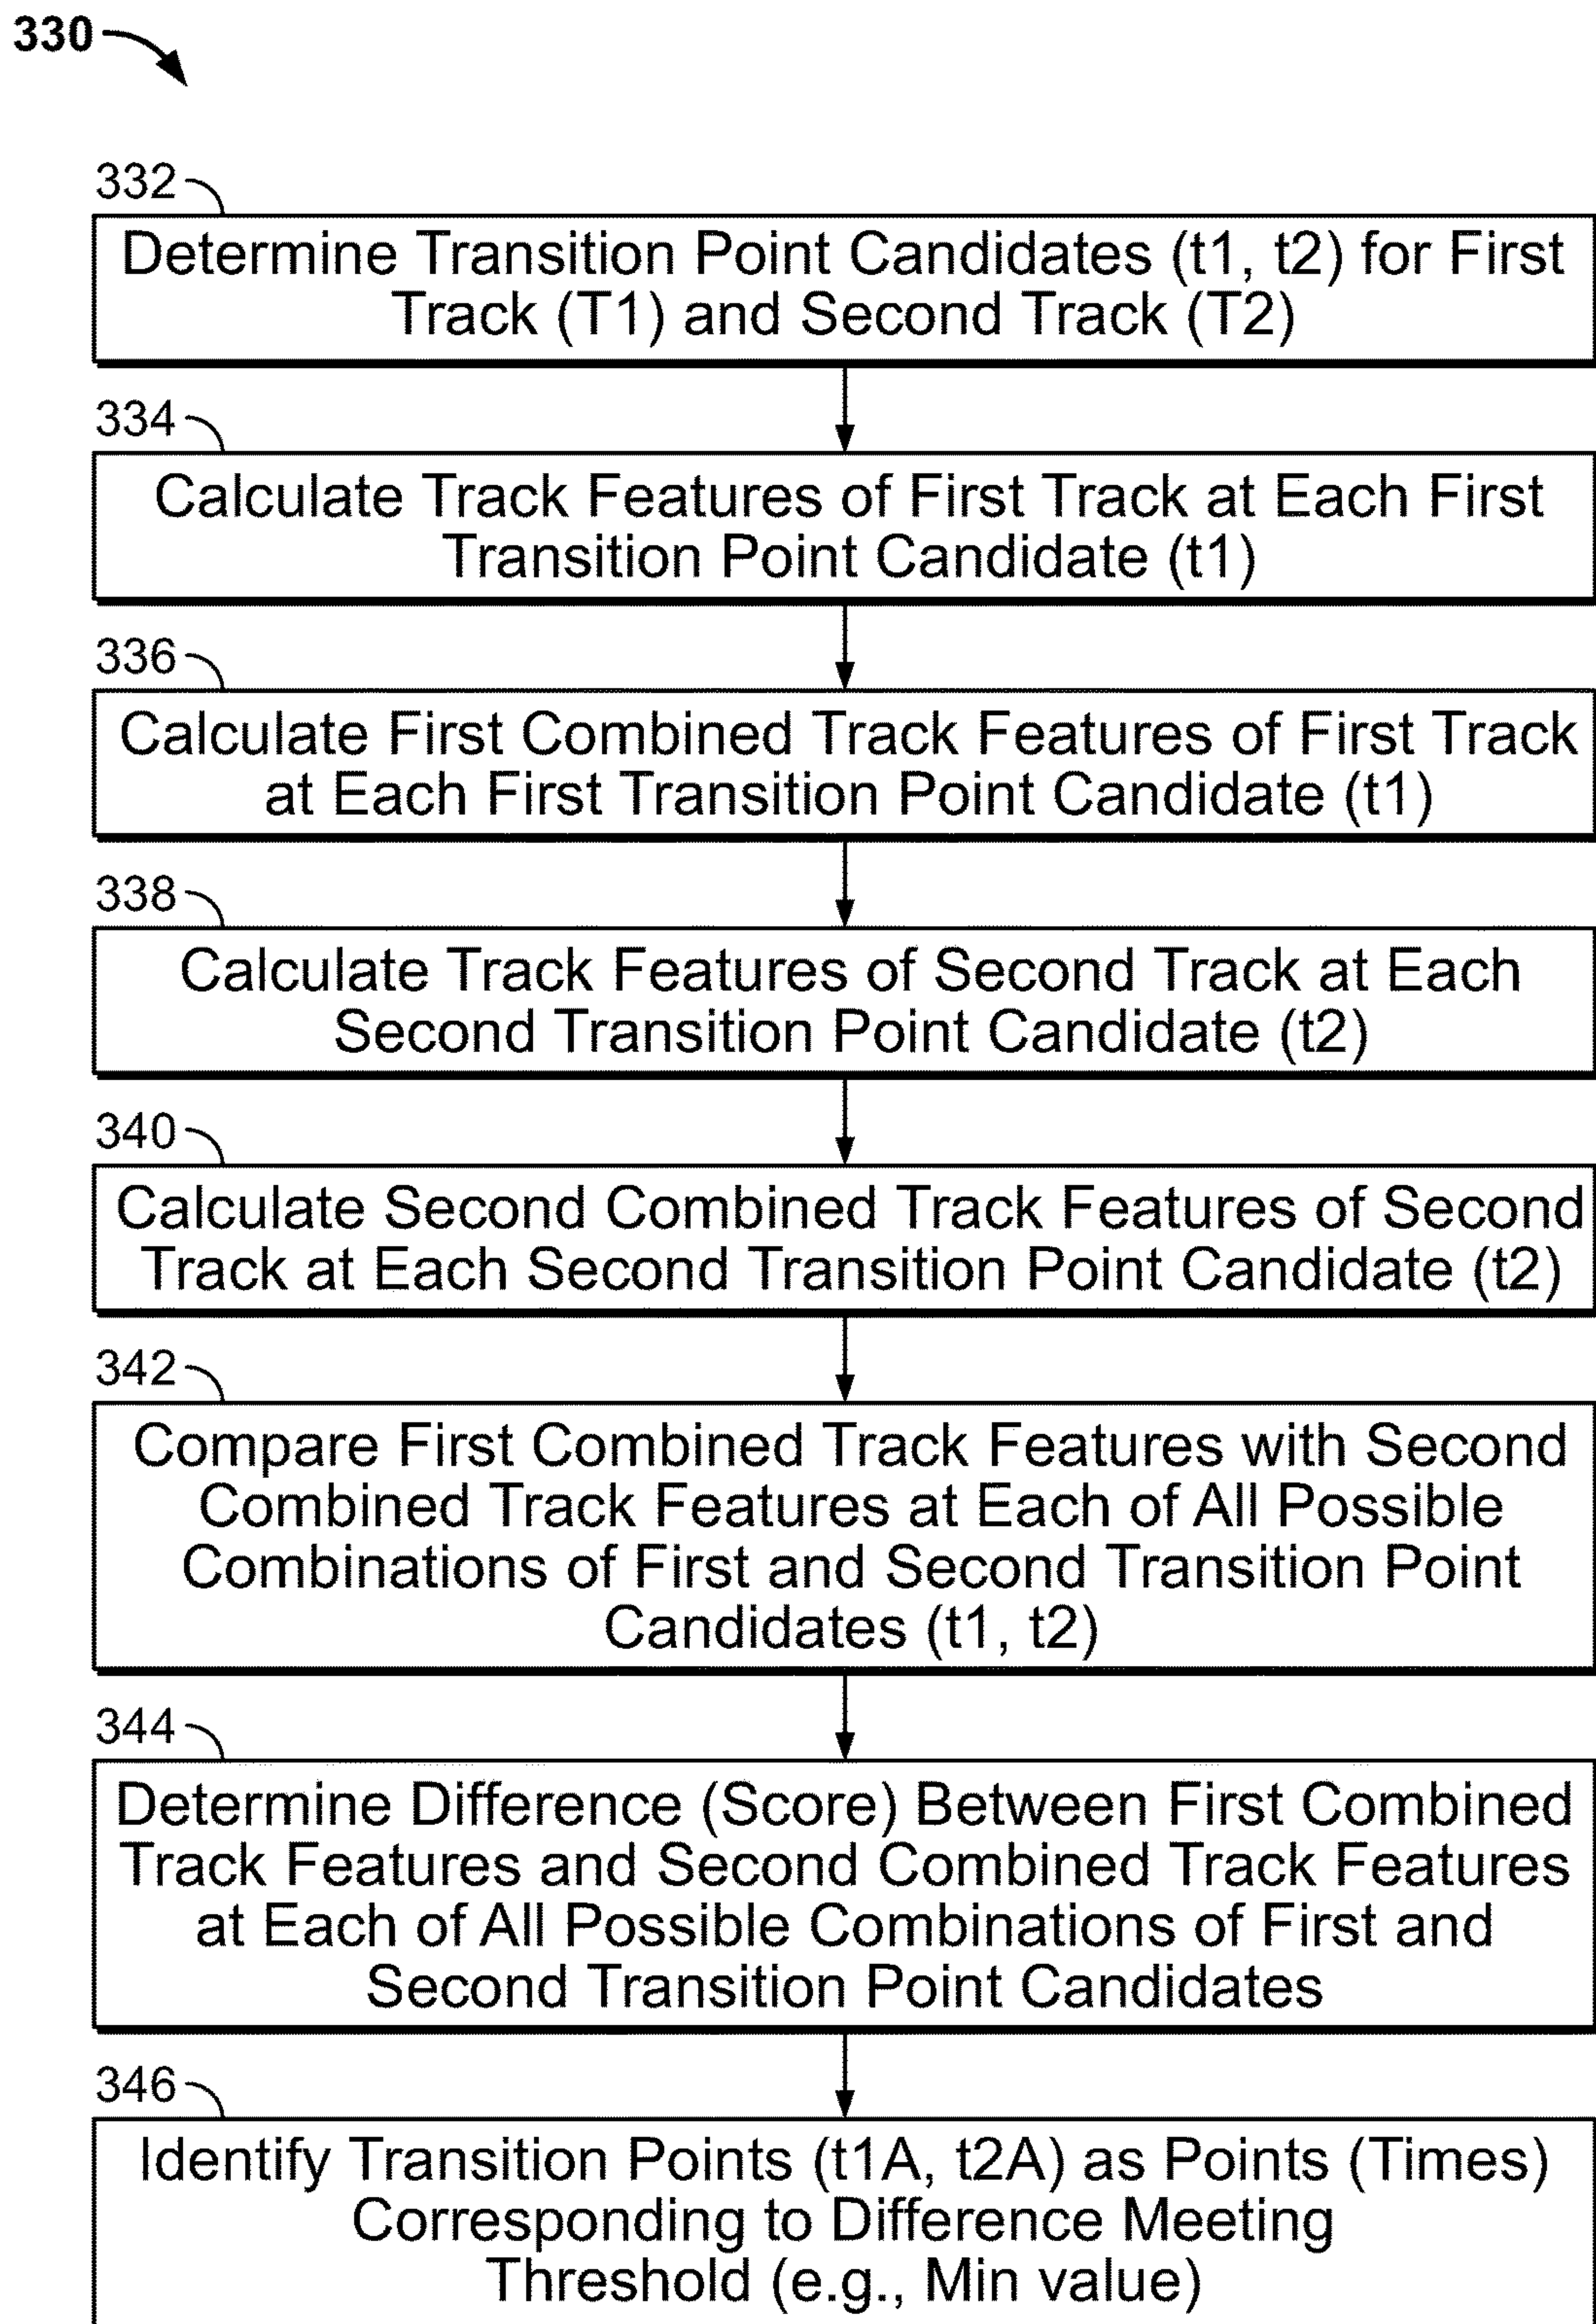 330
332
Determine Transition Point Candidates (t1, t2) for First
Track (T1) and Second Track (T2)
334
Calculate Track Features of First Track at Each First
Transition Point Candidate (t1)
336
Calculate First Combined Track Features of First Track
at Each First Transition Point Candidate (t1)
338
Calculate Track Features of Second Track at Each
Second Transition Point Candidate (t2)
340
Calculate Second Combined Track Features of Second
Track at Each Second Transition Point Candidate (t2)
342
Compare First Combined Track Features with Second
Combined Track Features at Each of All Possible
Combinations of First and Second Transition Point
Candidates (t1, t2)
344
Determine Difference (Score) Between First Combined
Track Features and Second Combined Track Features
at Each of All Possible Combinations of First and
Second Transition Point Candidates
346
Identify Transition Points (t1A, t2A) as Points (Times)
Corresponding to Difference Meeting
Threshold (e.g., Min value)